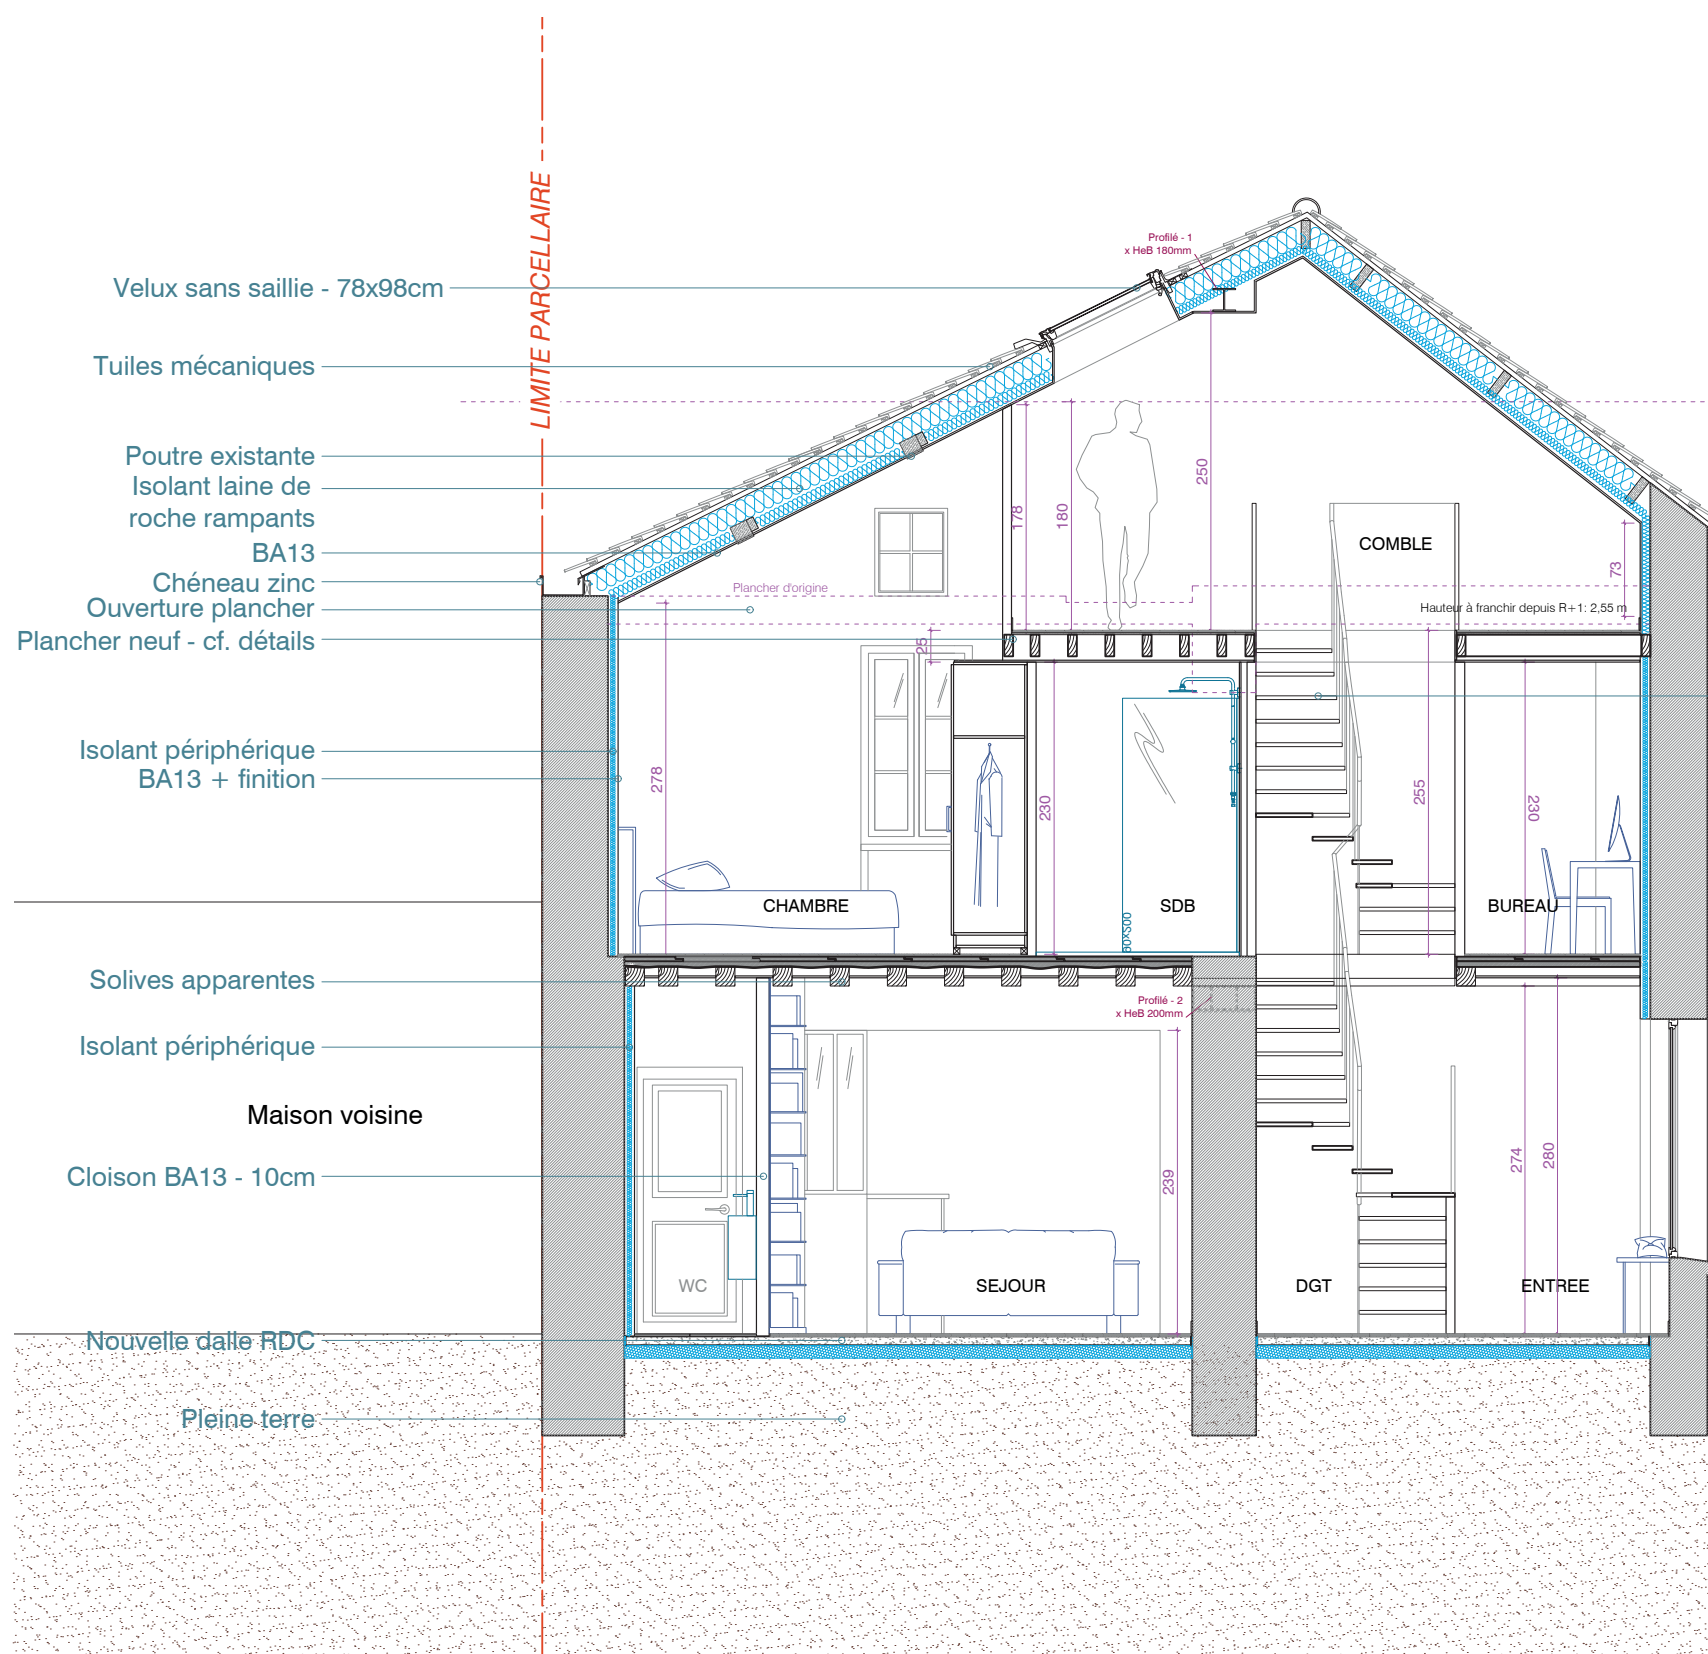 LIMITE PARCELLAIRE
Profilé - 1
x HeB 180mm
Velux sans saillie - 78x98cm
Tuiles mécaniques
Poutre existante
Isolant laine de
roche rampants
BA13
Chéneau zinc
Ouverture plancher
Plancher neuf - cf. détails
Plancher d'origine
178
180
250
COMBLE
73
Hauteur à franchir depuis R+1: 2,55 m
25
Isolant périphérique
BA13 + finition
278
230
255
230
CHAMBRE
SDB
BUREAU
Solives apparentes
Profilé - 2
x HeB 200mm
Isolant périphérique
Maison voisine
Cloison BA13 - 10cm
239
274
280
WC
SEJOUR
DGT
ENTREE
Nouvelle dalle RDC
Pleine terre